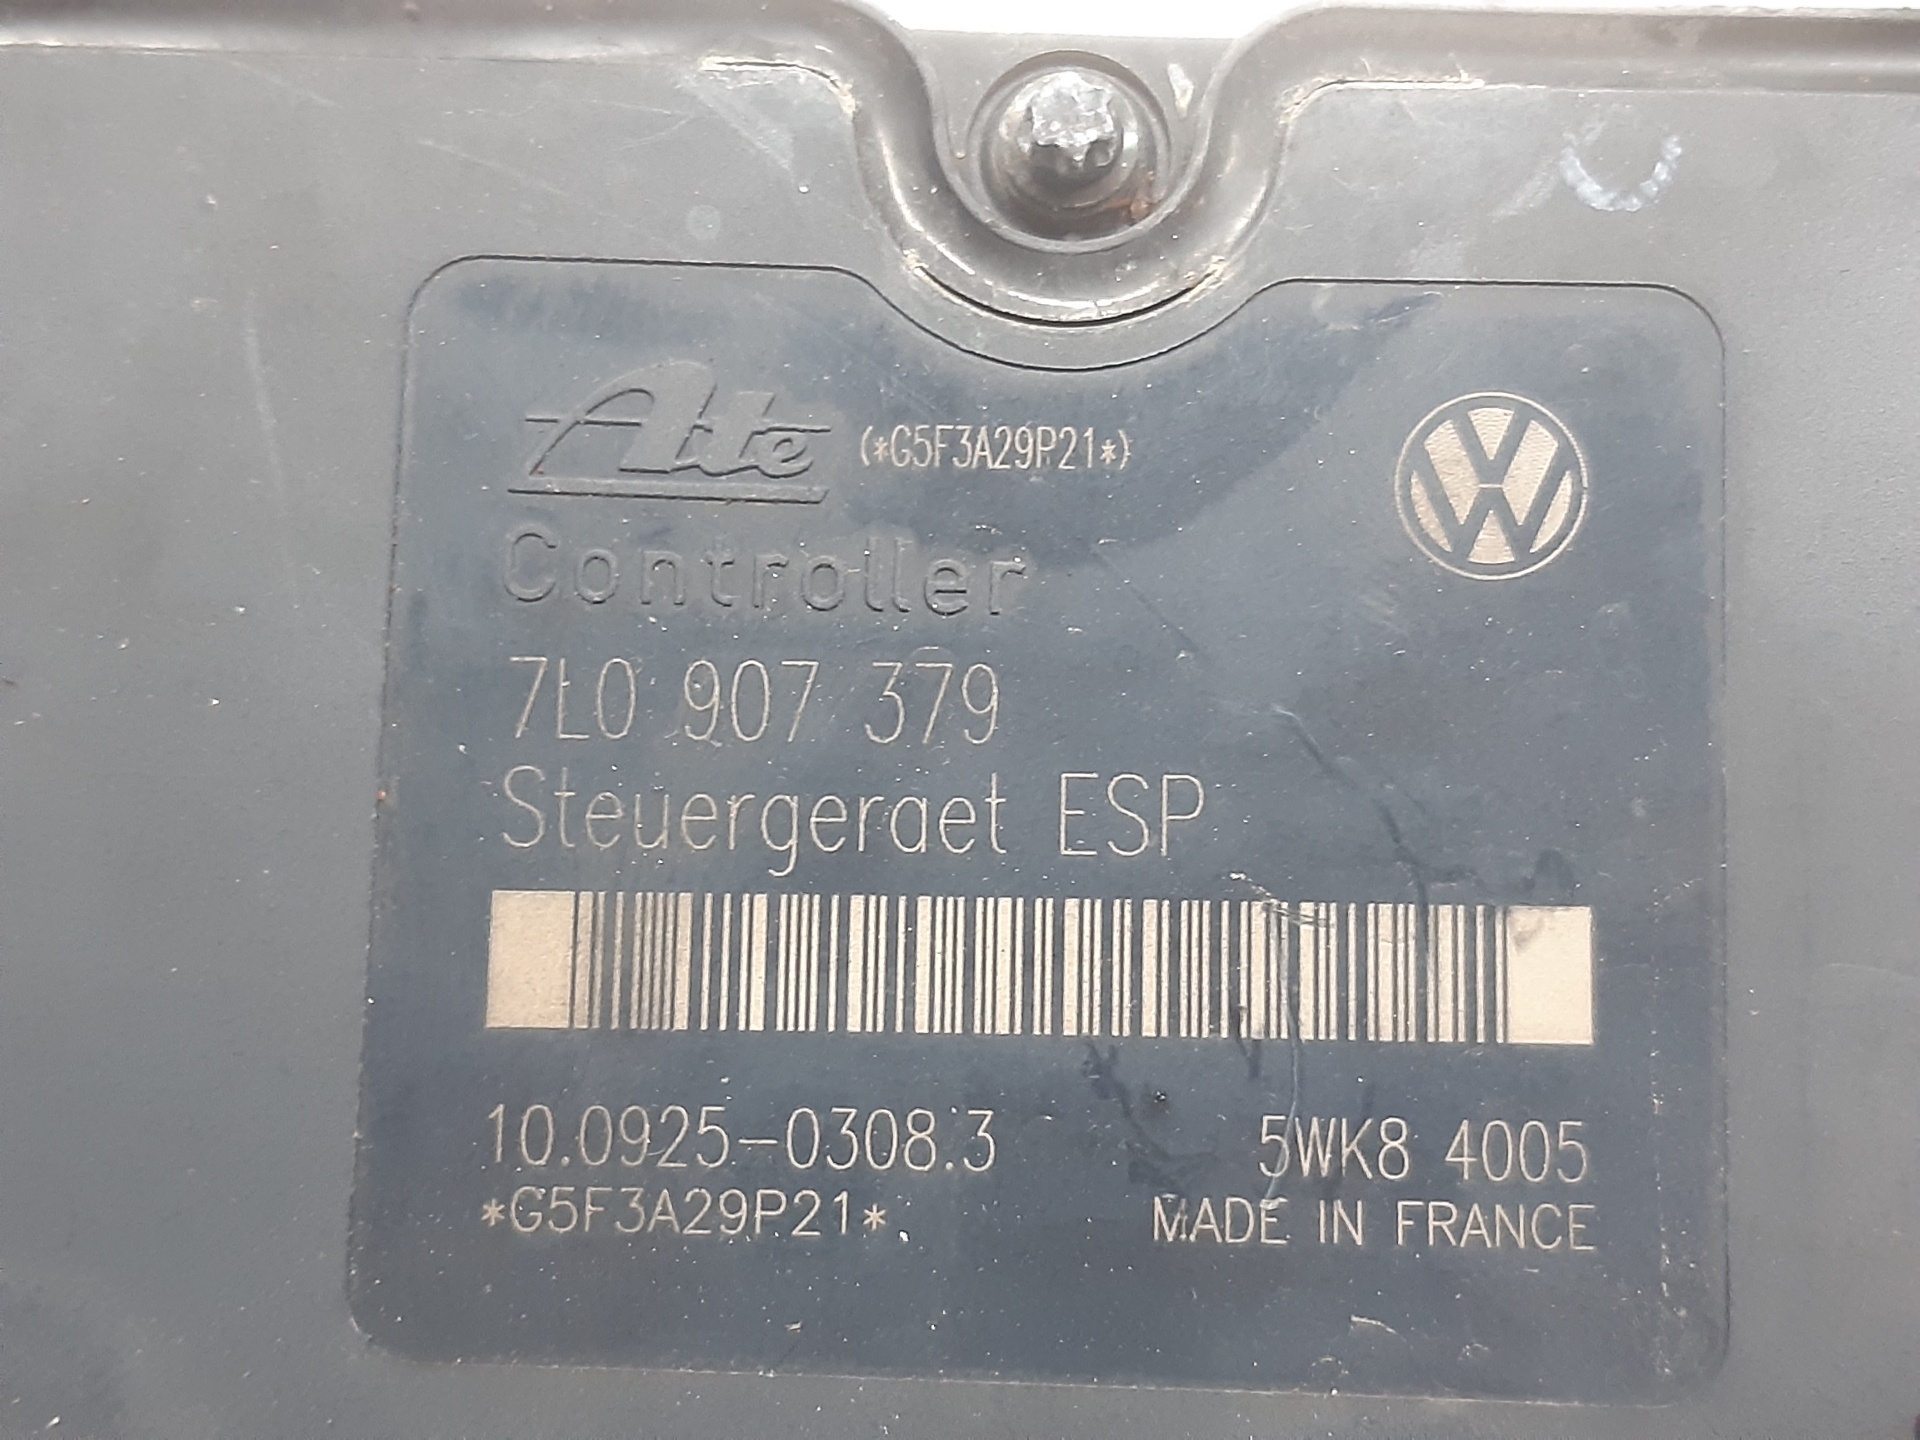 Ate (*G5F3A29P21*)
Controller
7L0 907 379
Steuergeraet ESP
10.0925-0308.3 5WK8 4005
*G5F3A29P21* MADE IN FRANCE